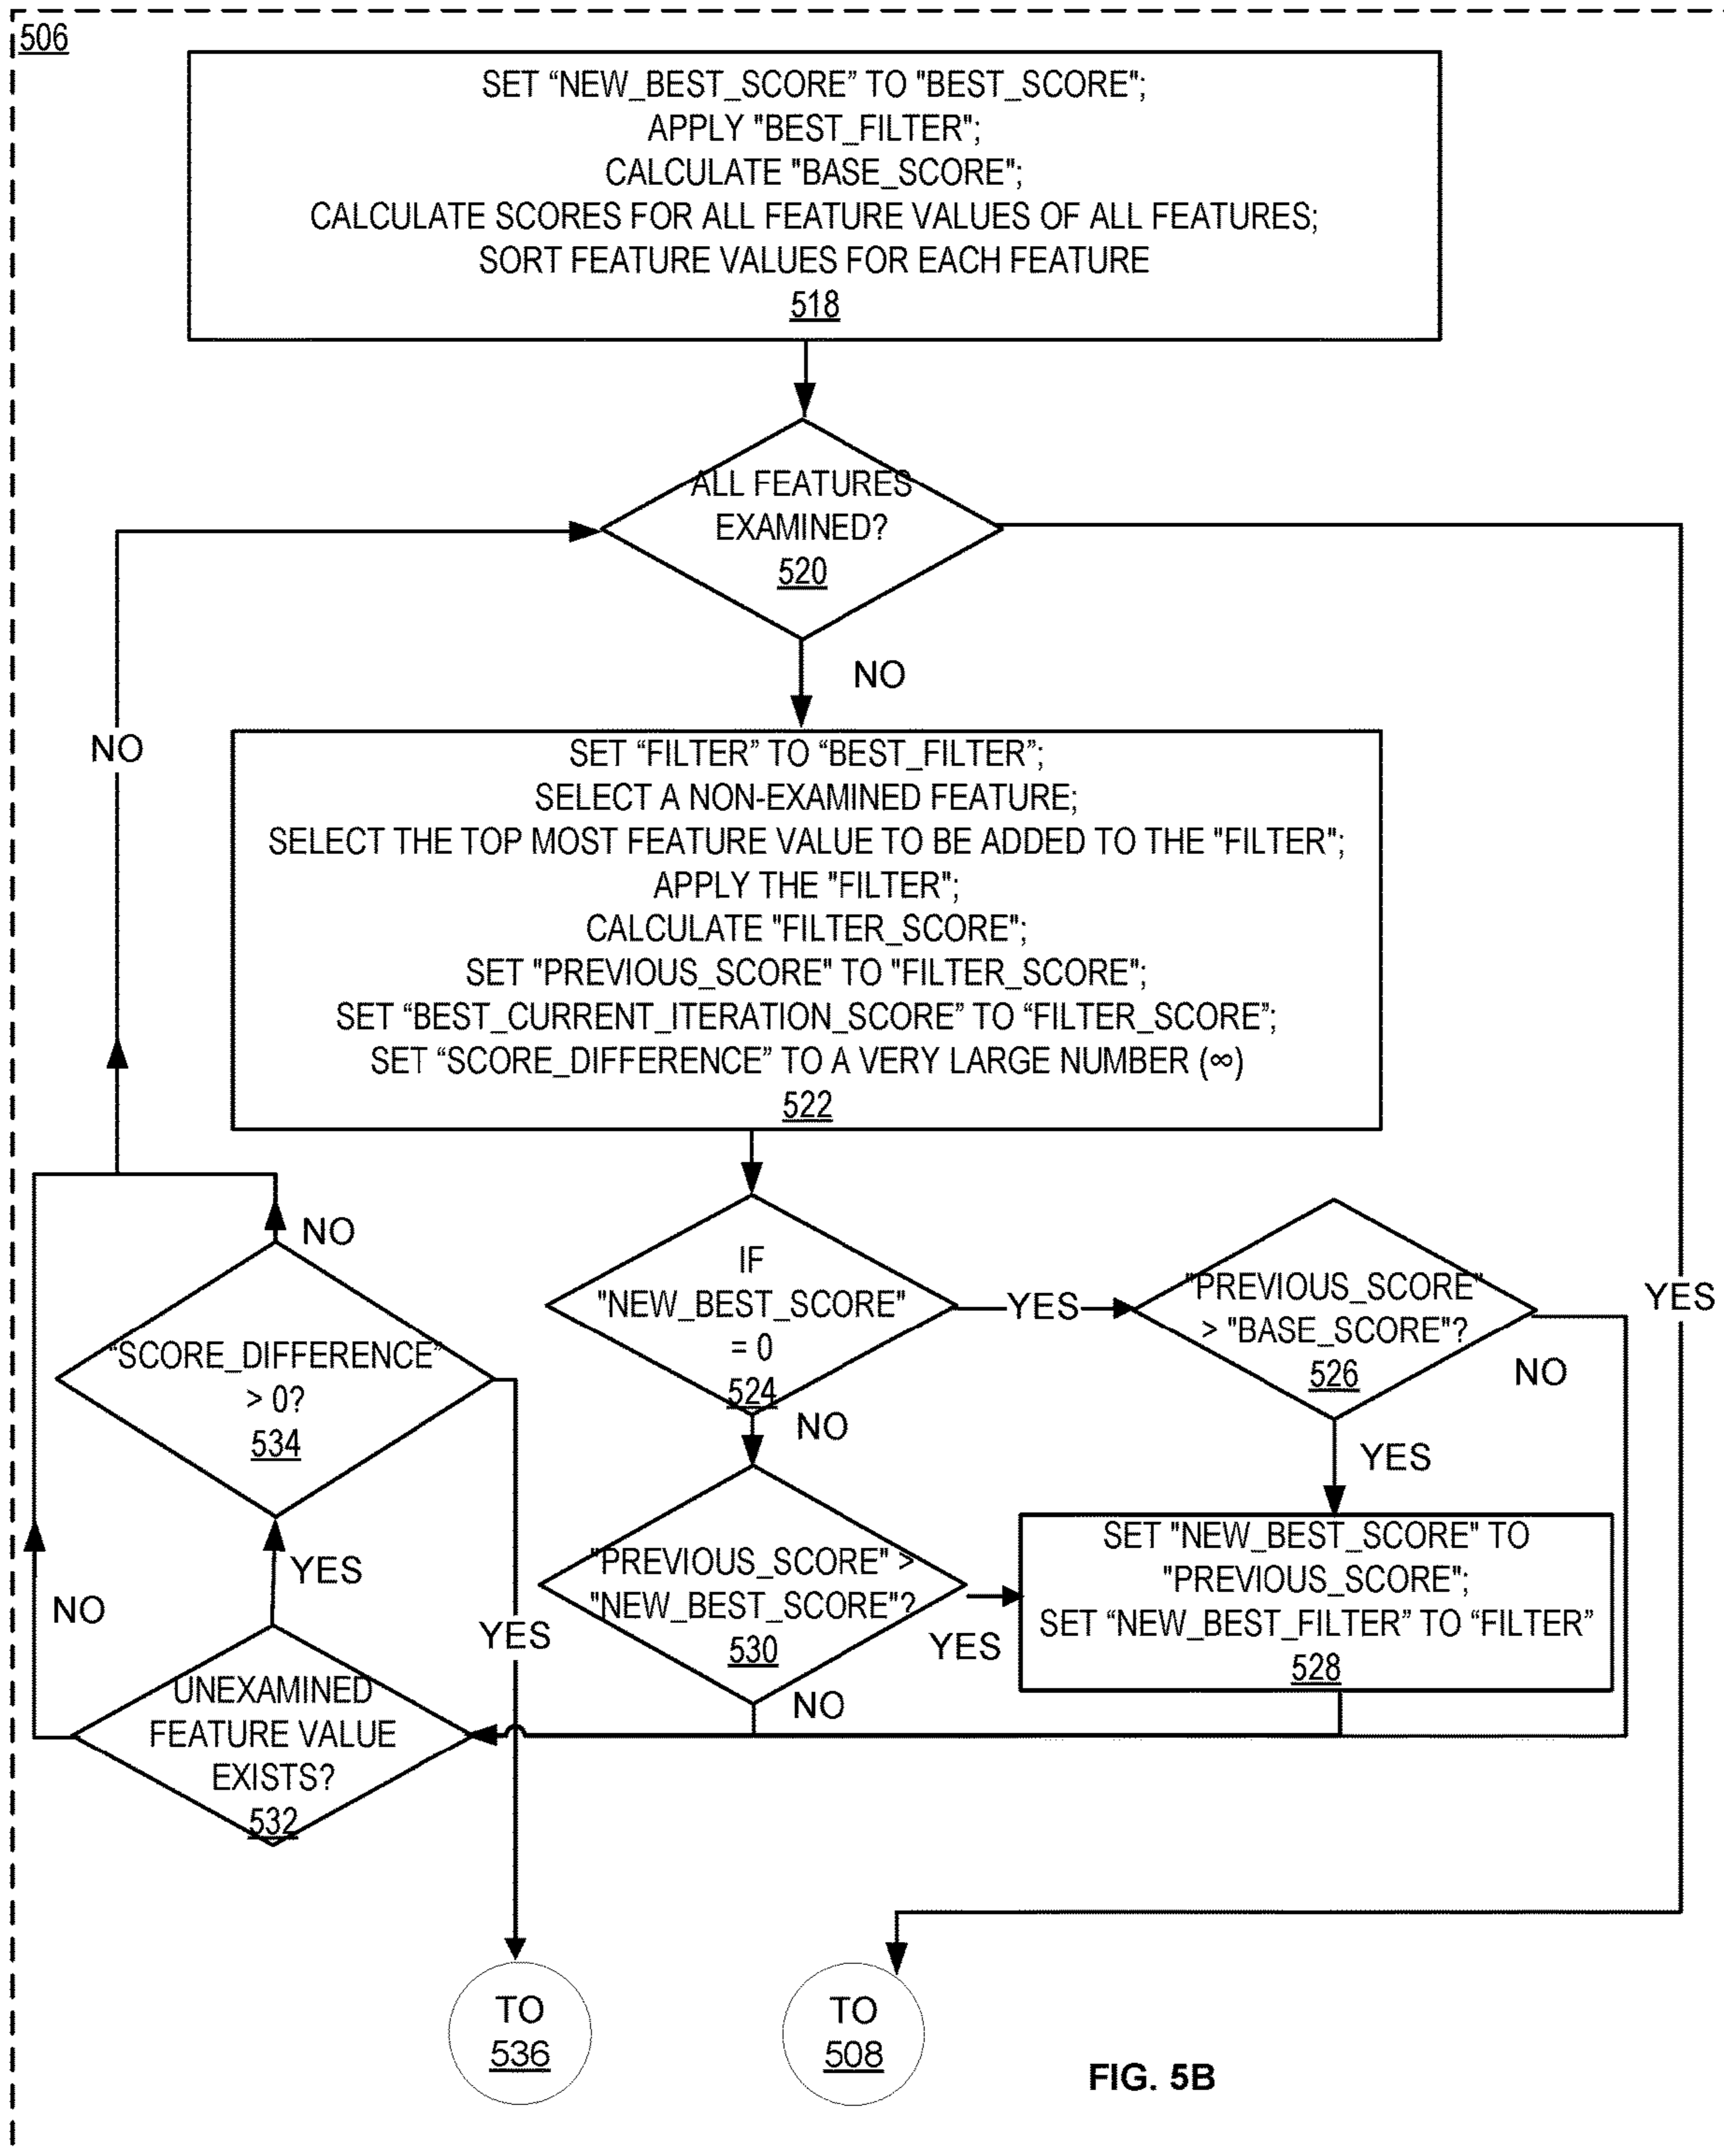 506
SET “NEW_BEST_SCORE” TO "BEST_SCORE";
APPLY "BEST_FILTER";
CALCULATE "BASE_SCORE";
CALCULATE SCORES FOR ALL FEATURE VALUES OF ALL FEATURES;
SORT FEATURE VALUES FOR EACH FEATURE
518
ALL FEATURES
EXAMINED?
520
NO
NO
SET “FILTER” TO “BEST_FILTER”;
SELECT A NON-EXAMINED FEATURE;
SELECT THE TOP MOST FEATURE VALUE TO BE ADDED TO THE "FILTER";
APPLY THE "FILTER";
CALCULATE "FILTER_SCORE";
SET "PREVIOUS_SCORE" TO "FILTER_SCORE";
SET “BEST_CURRENT_ITERATION_SCORE” TO “FILTER_SCORE”;
SET “SCORE_DIFFERENCE” TO A VERY LARGE NUMBER (∞)
522
NO
IF
"NEW_BEST_SCORE"
= 0
524
YES
"PREVIOUS_SCORE"
> "BASE_SCORE"?
526
YES
NO
“SCORE_DIFFERENCE”
> 0?
534
NO
YES
"PREVIOUS_SCORE" >
"NEW_BEST_SCORE"?
530
YES
SET "NEW_BEST_SCORE" TO
"PREVIOUS_SCORE";
SET “NEW_BEST_FILTER” TO “FILTER”
528
YES
NO
YES
NO
UNEXAMINED
FEATURE VALUE
EXISTS?
532
TO
536
TO
508
FIG. 5B